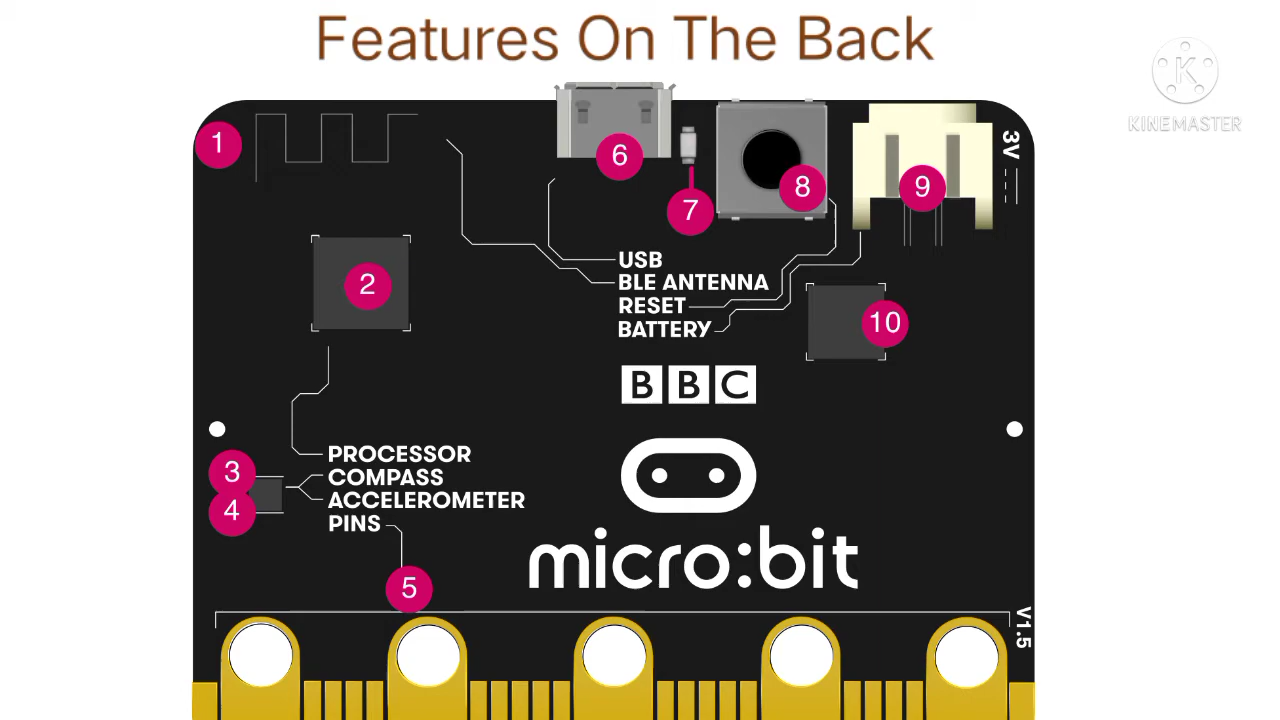 Features On The Back
K
KINEMASTER
1
6
7
8
9
3V
2
USB
BLE ANTENNA
RESET
BATTERY
10
BBC
PROCESSOR
COMPASS
ACCELEROMETER
PINS
3
4
5
micro:bit
V1.5